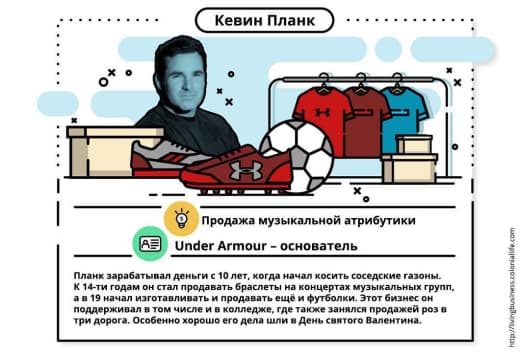 Кевин Планк
Продажа музыкальной атрибутики
Under Armour – основатель
Планк зарабатывал деньги с 10 лет, когда начал косить соседские газоны.
К 14-ти годам он стал продавать браслеты на концертах музыкальных групп,
а в 19 начал изготавливать и продавать ещё и футболки. Этот бизнес он
поддерживал в том числе и в колледже, где также занялся продажей роз в
три дорога. Особенно хорошо его дела шли в День святого Валентина.
http://livingbusiness.coloniallife.com